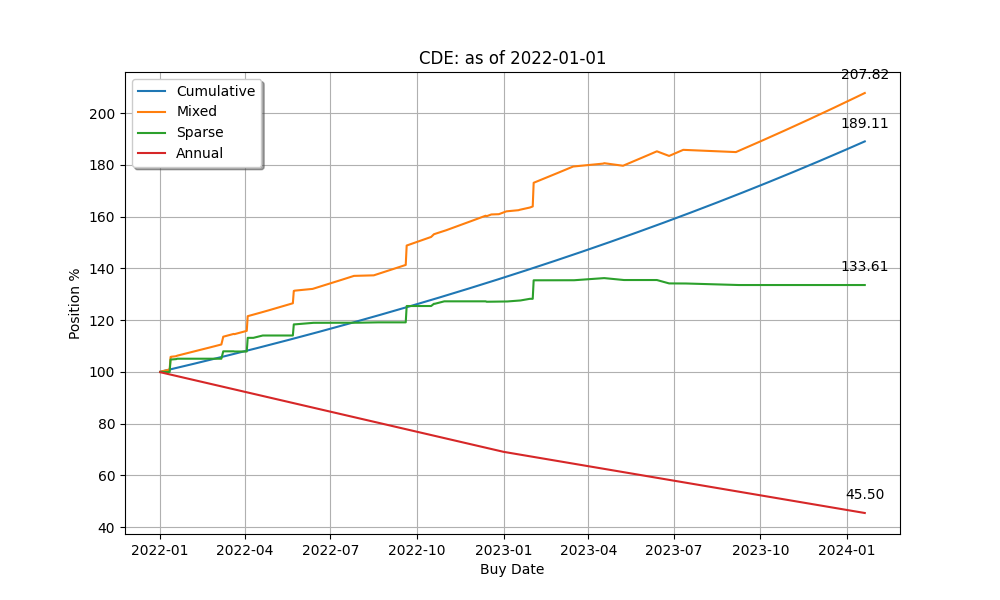 CDE: as of 2022-01-01
Cumulative
Mixed
Sparse
Annual
207.82
189.11
133.61
45.50
Position %
200
180
160
140
120
100
80
60
40
2022-01 2022-04 2022-07 2022-10 2023-01 2023-04 2023-07 2023-10 2024-01
Buy Date